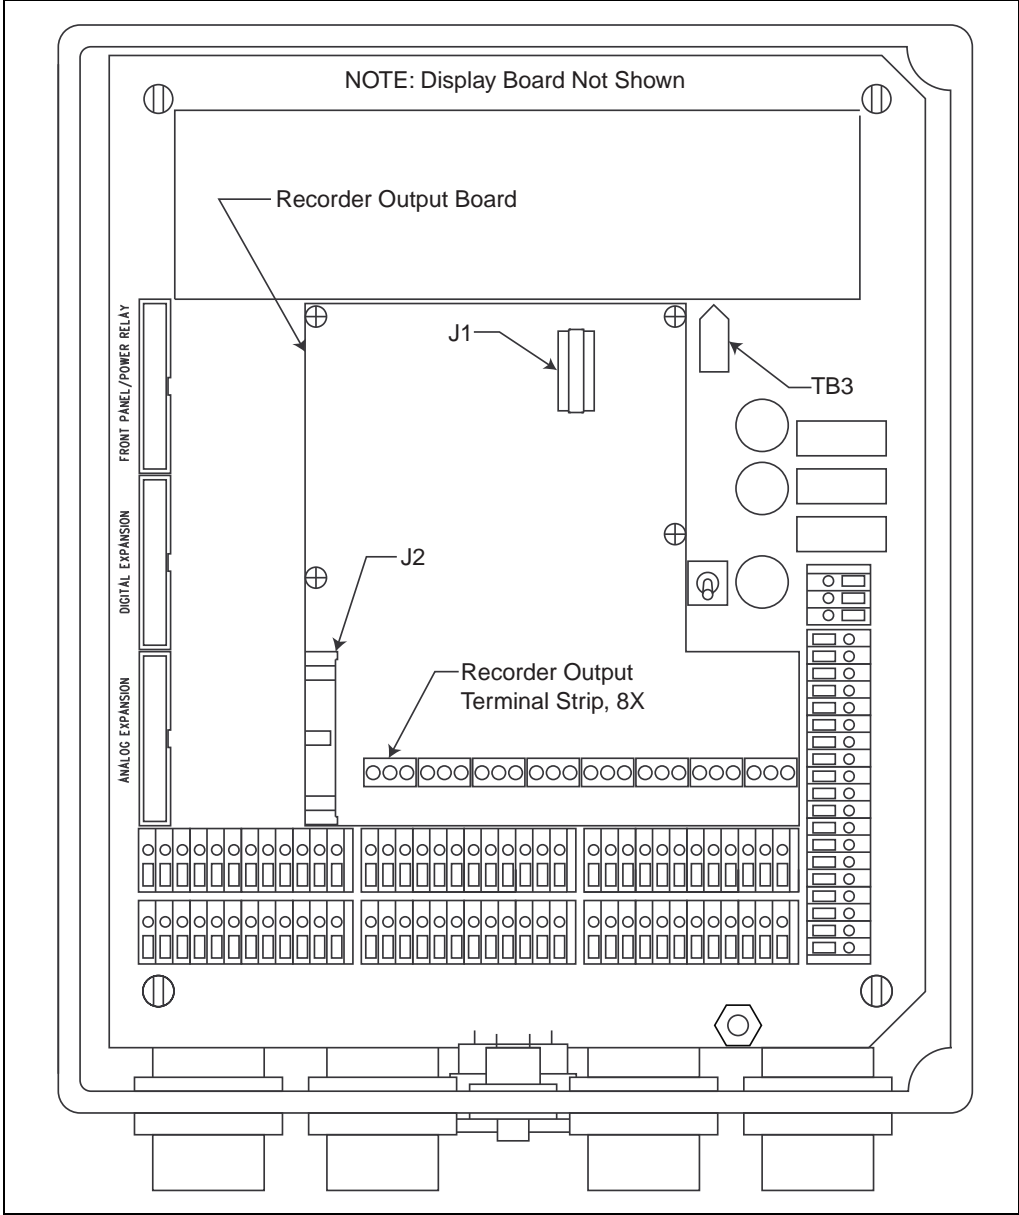 NOTE: Display Board Not Shown
Recorder Output Board
FRONT PANEL/POWER RELAY
J1
TB3
DIGITAL EXPANSION
J2
ANALOG EXPANSION
Recorder Output
Terminal Strip, 8X